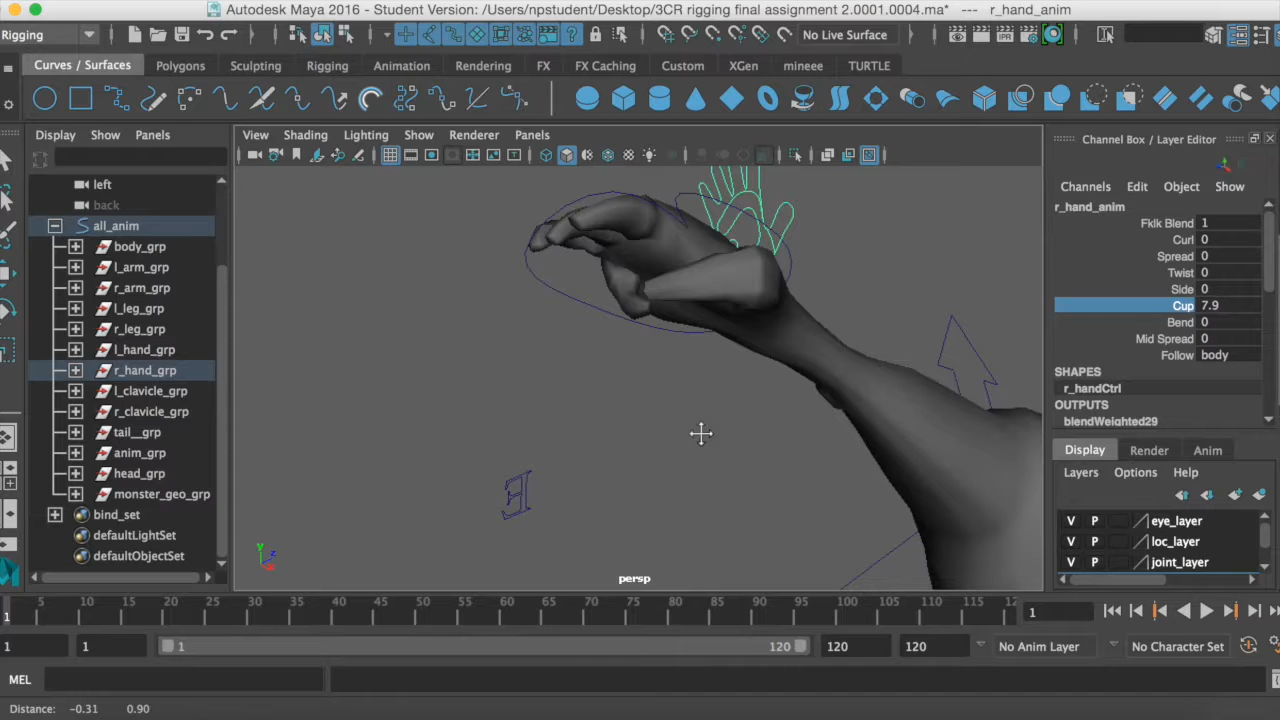 Autodesk Maya 2016 - Student Version: /Users/npstudent/Desktop/3CR rigging final assignment 2.0001.0004.ma* --- r_hand_anim
Rigging
No Live Surface
Curves / Surfaces Polygons Sculpting Rigging Animation Rendering FX FX Caching Custom XGen mineee TURTLE
Display Show Panels
View Shading Lighting Show Renderer Panels
Channel Box / Layer Editor
left
back
all_anim
body_grp
l_arm_grp
r_arm_grp
l_leg_grp
r_leg_grp
l_hand_grp
r_hand_grp
l_clavicle_grp
r_clavicle_grp
tail__grp
anim_grp
head_grp
monster_geo_grp
bind_set
defaultLightSet
defaultObjectSet
y
z
x
persp
Channels Edit Object Show
r_hand_anim
Fklk Blend 1
Curl 0
Spread 0
Twist 0
Side 0
Cup 7.9
Bend 0
Mid Spread 0
Follow body
SHAPES
r_handCtrl
OUTPUTS
blendWeighted29
Display Render Anim
Layers Options Help
V P eye_layer
V P loc_layer
V P joint_layer
1 5 10 15 20 25 30 35 40 45 50 55 60 65 70 75 80 85 90 95 100 105 110 115 12
1
1 1 1 120 120 120 No Anim Layer No Character Set
MEL
Distance: -0.31 0.90